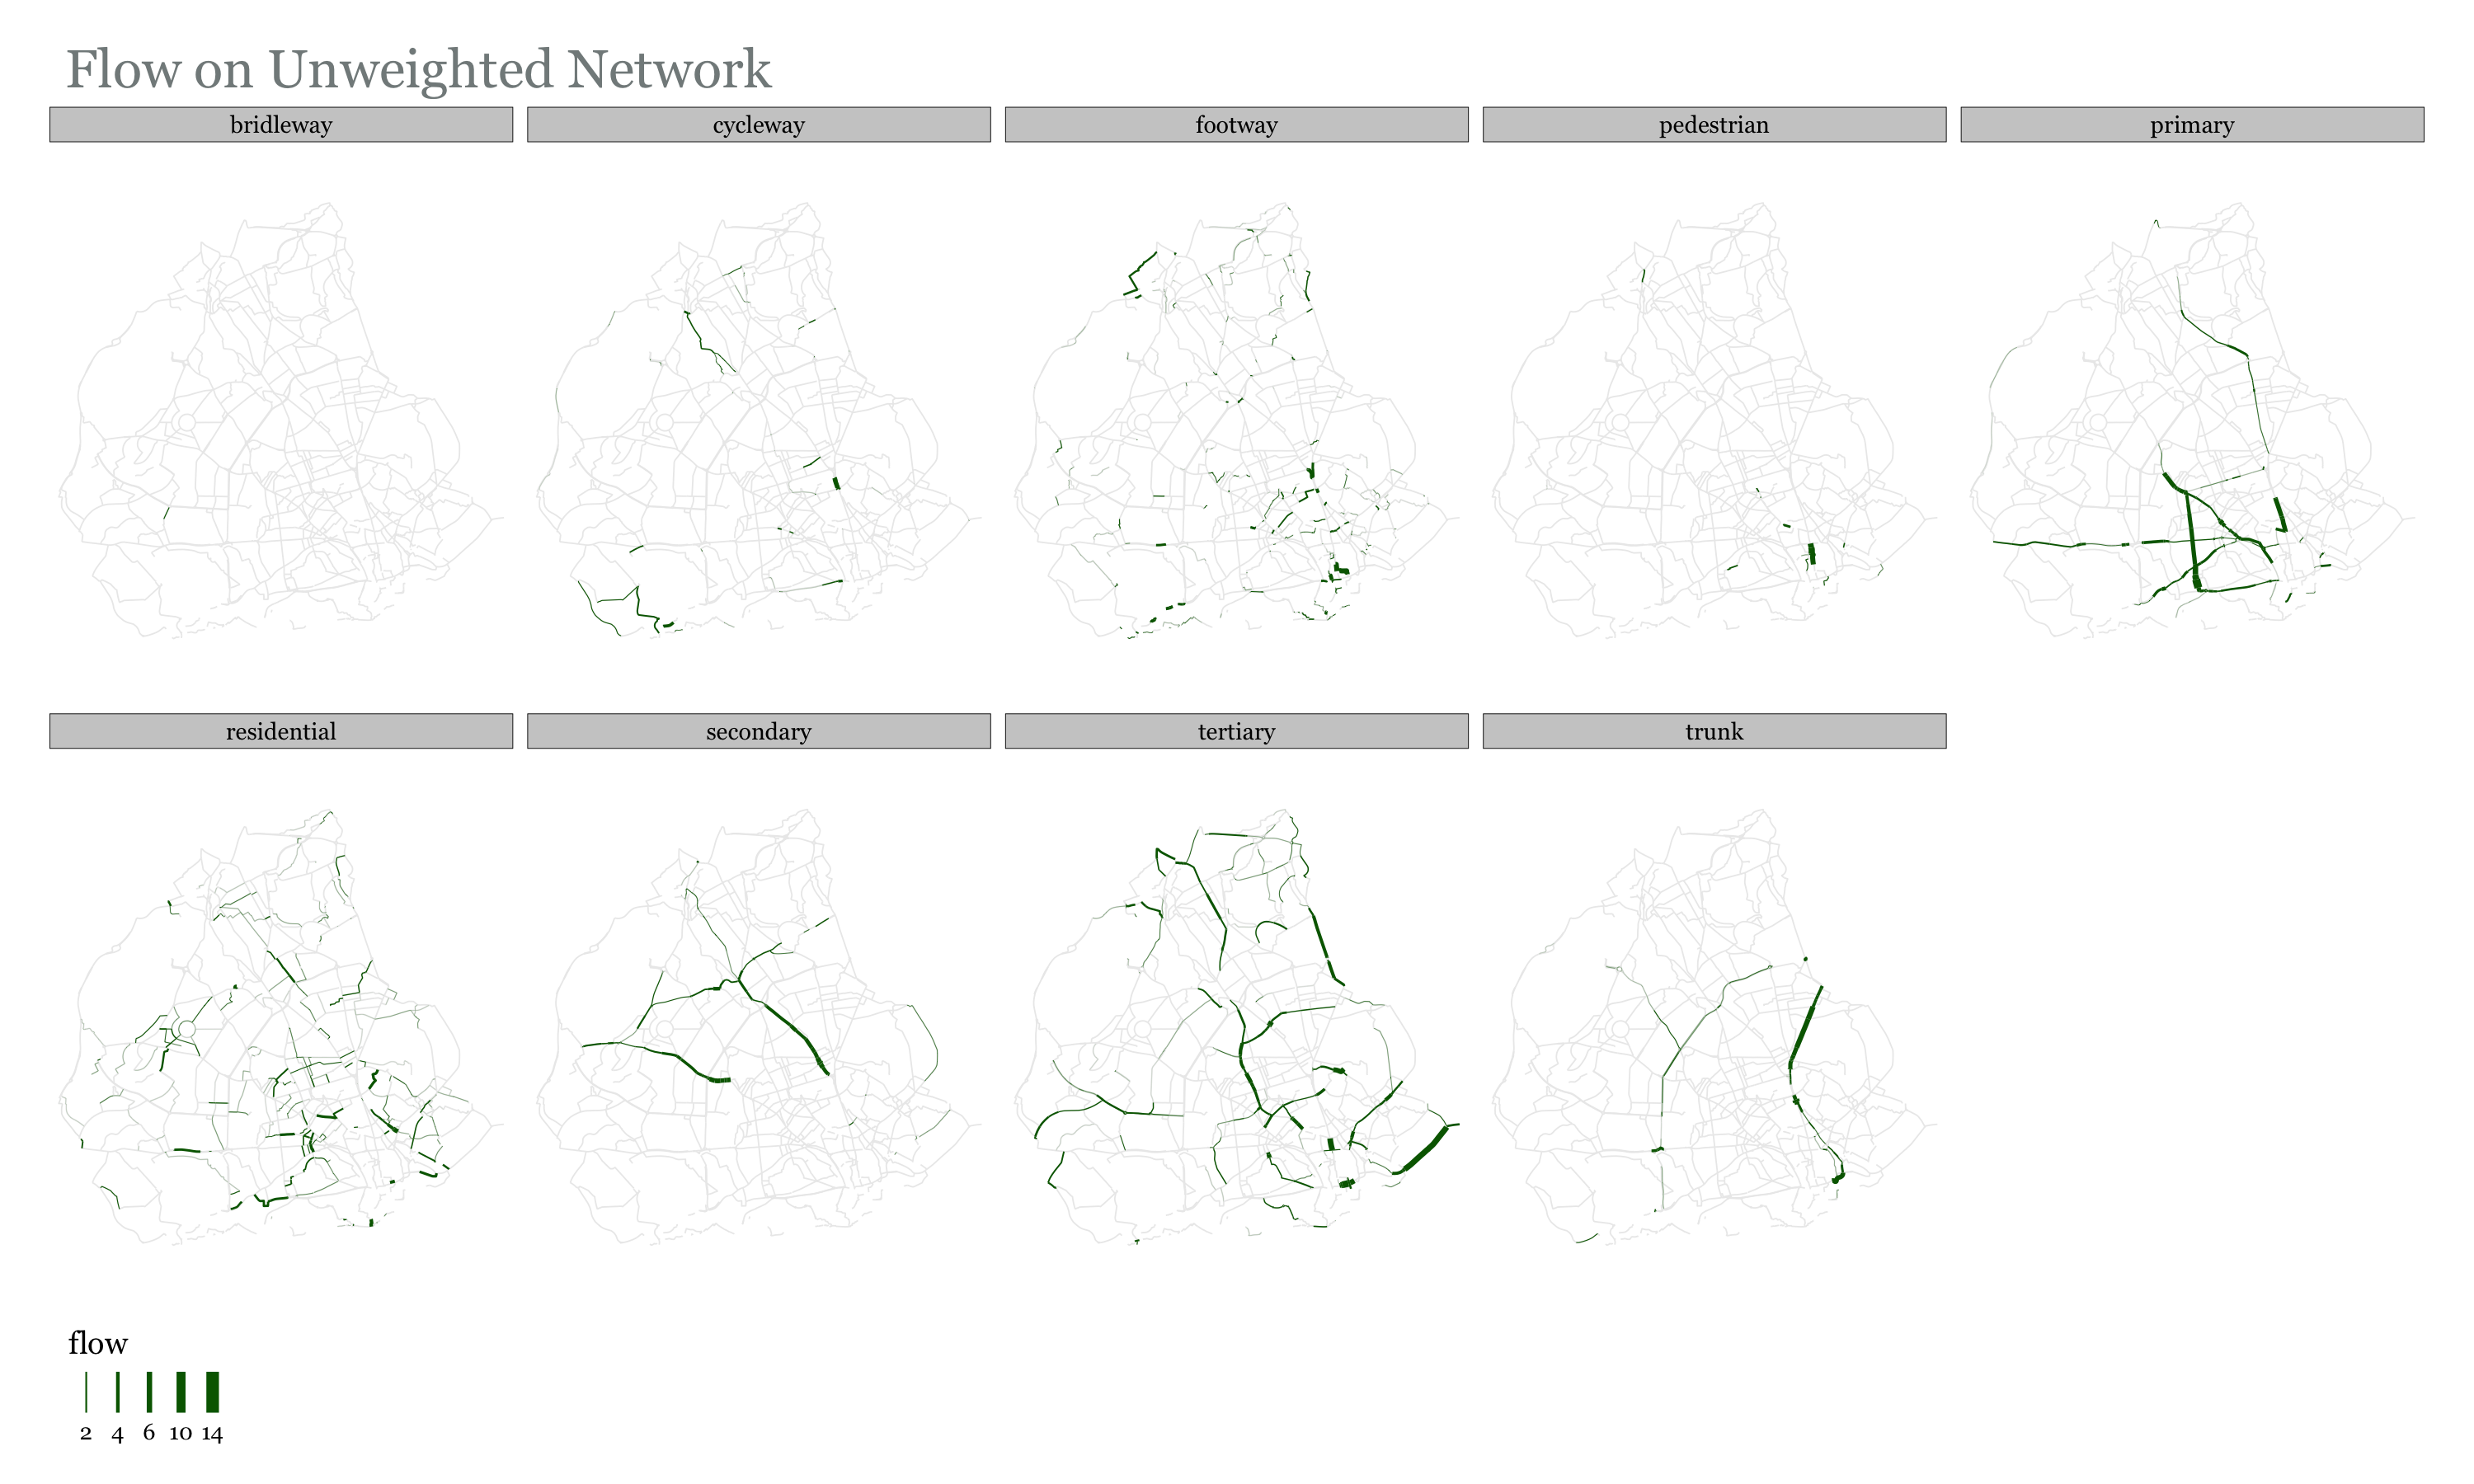 Flow on Unweighted Network
bridleway cycleway footway pedestrian primary
residential secondary tertiary trunk
flow
2 4 6 10 14